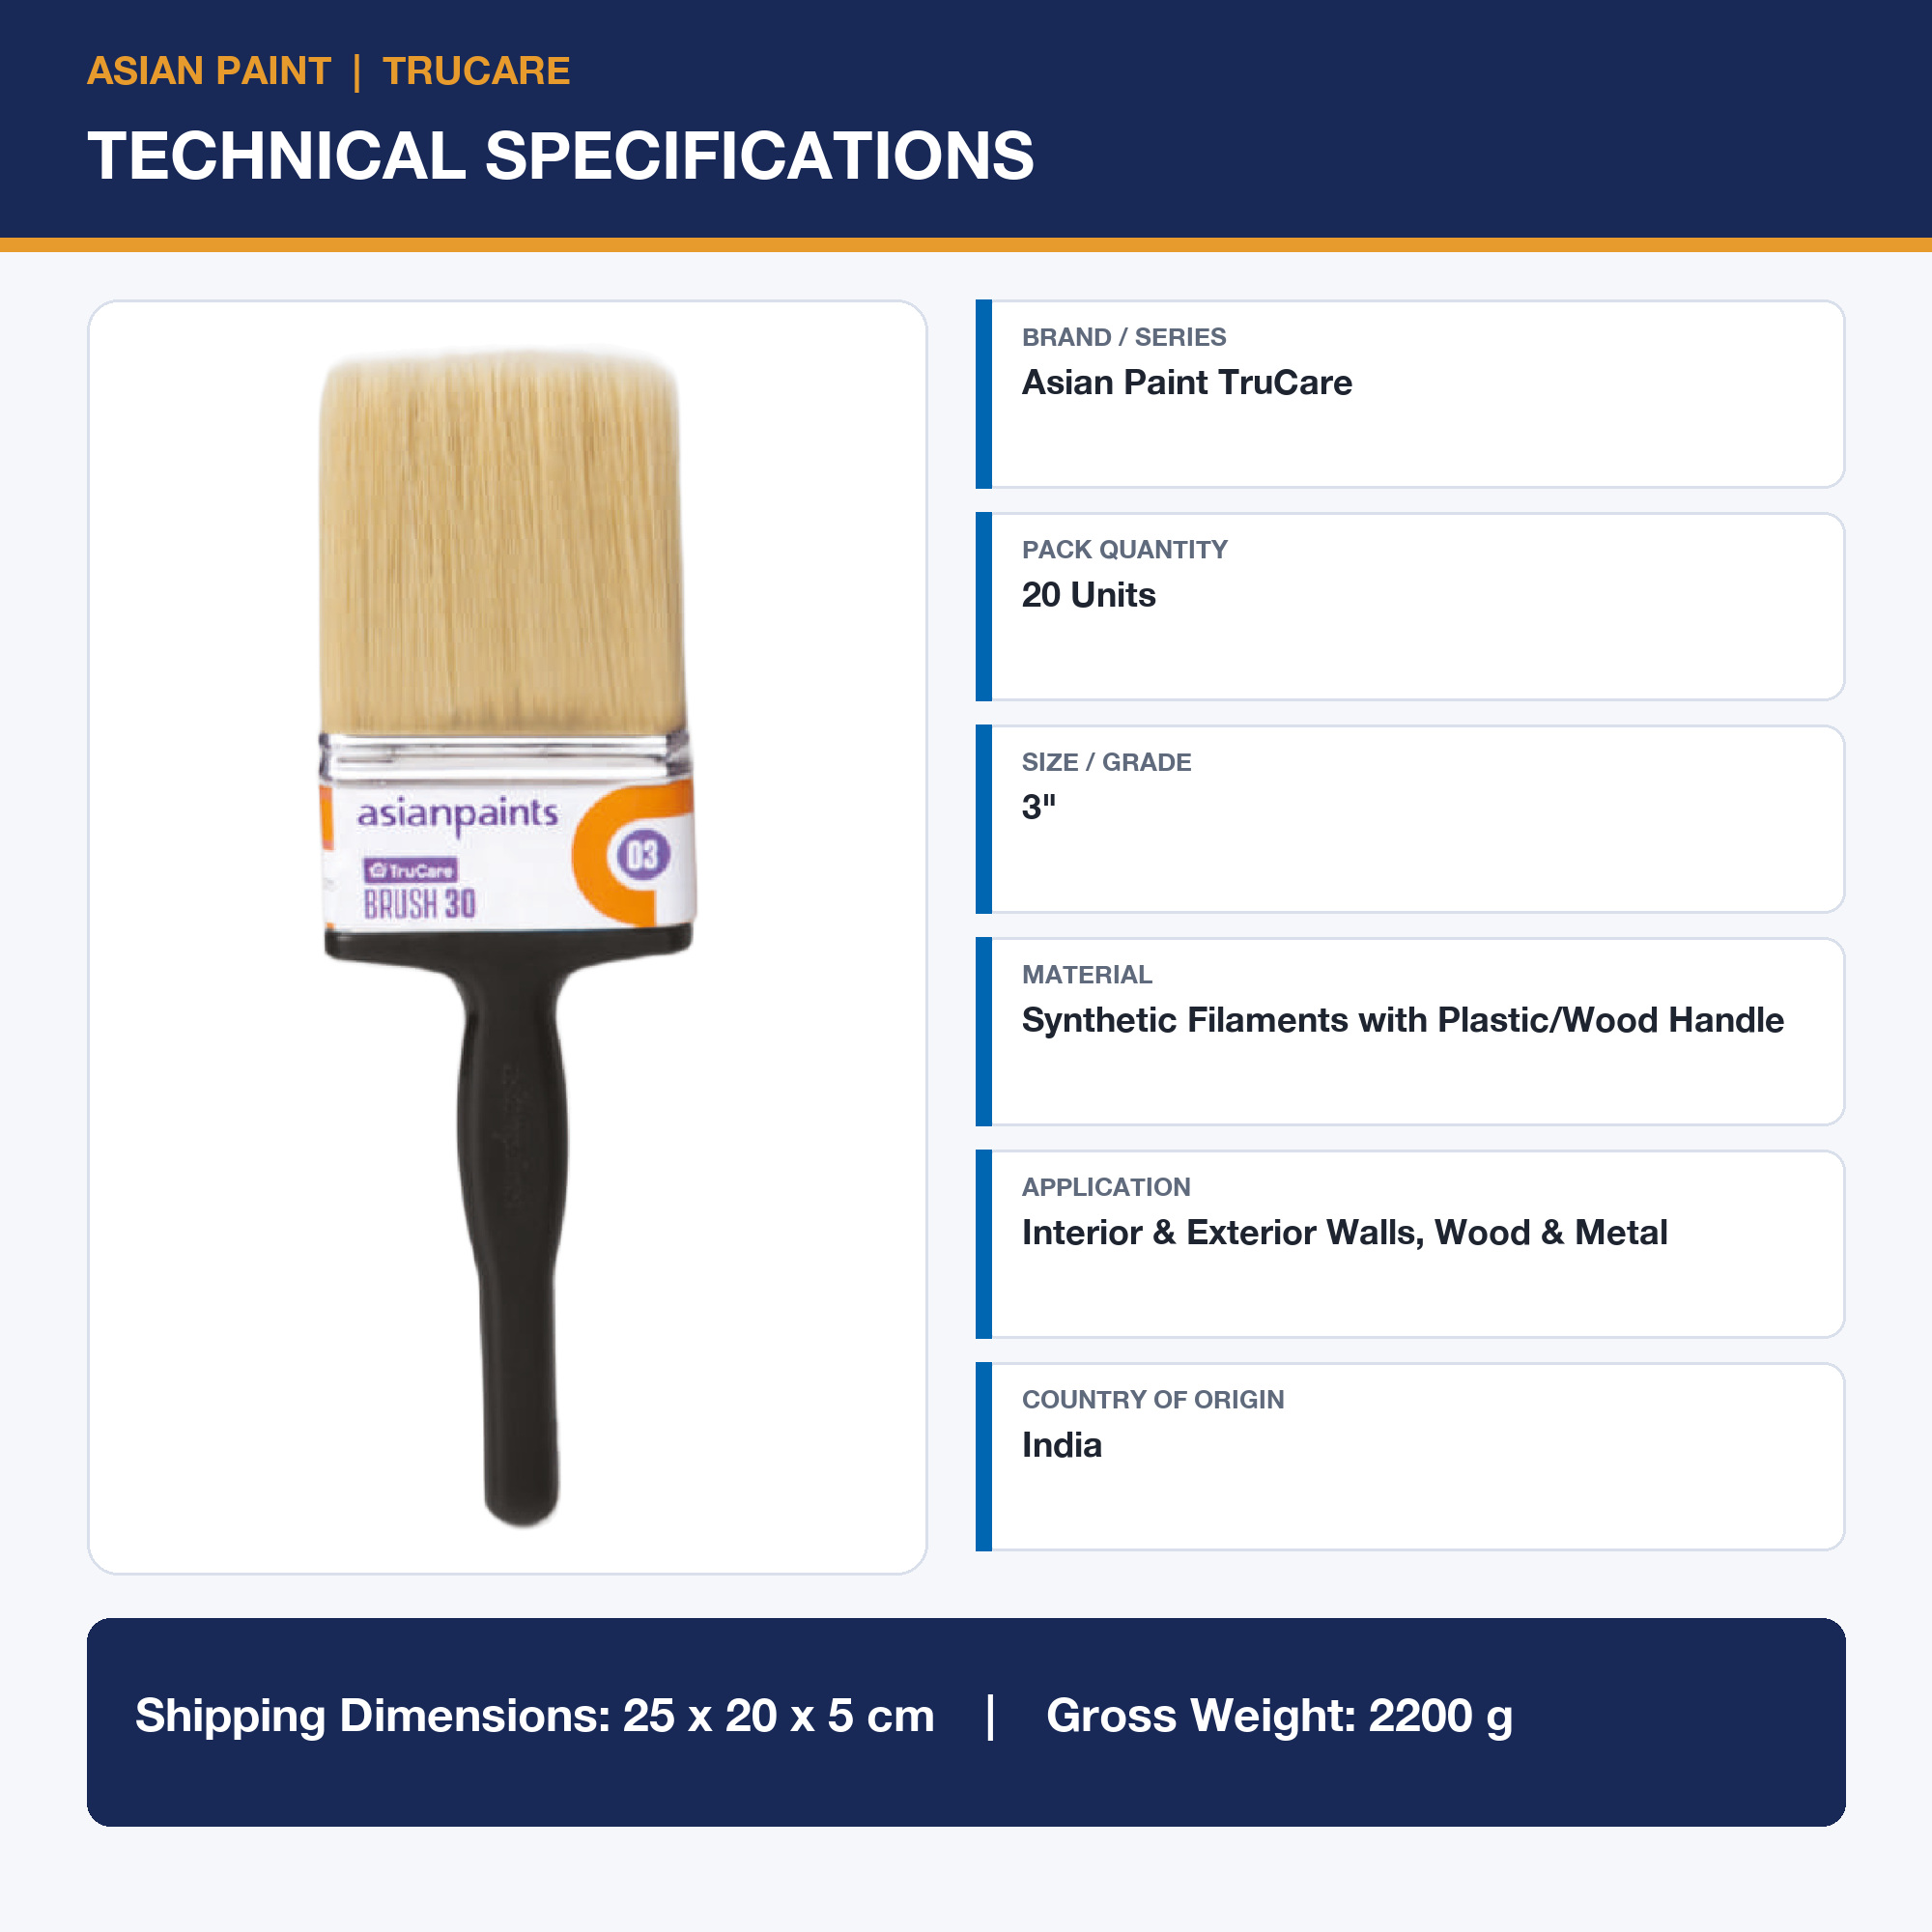 ASIAN PAINT | TRUCARE
TECHNICAL SPECIFICATIONS
asianpaints
03
TruCare
BRUSH 30
BRAND / SERIES
Asian Paint TruCare
PACK QUANTITY
20 Units
SIZE / GRADE
3"
MATERIAL
Synthetic Filaments with Plastic/Wood Handle
APPLICATION
Interior & Exterior Walls, Wood & Metal
COUNTRY OF ORIGIN
India
Shipping Dimensions: 25 x 20 x 5 cm | Gross Weight: 2200 g